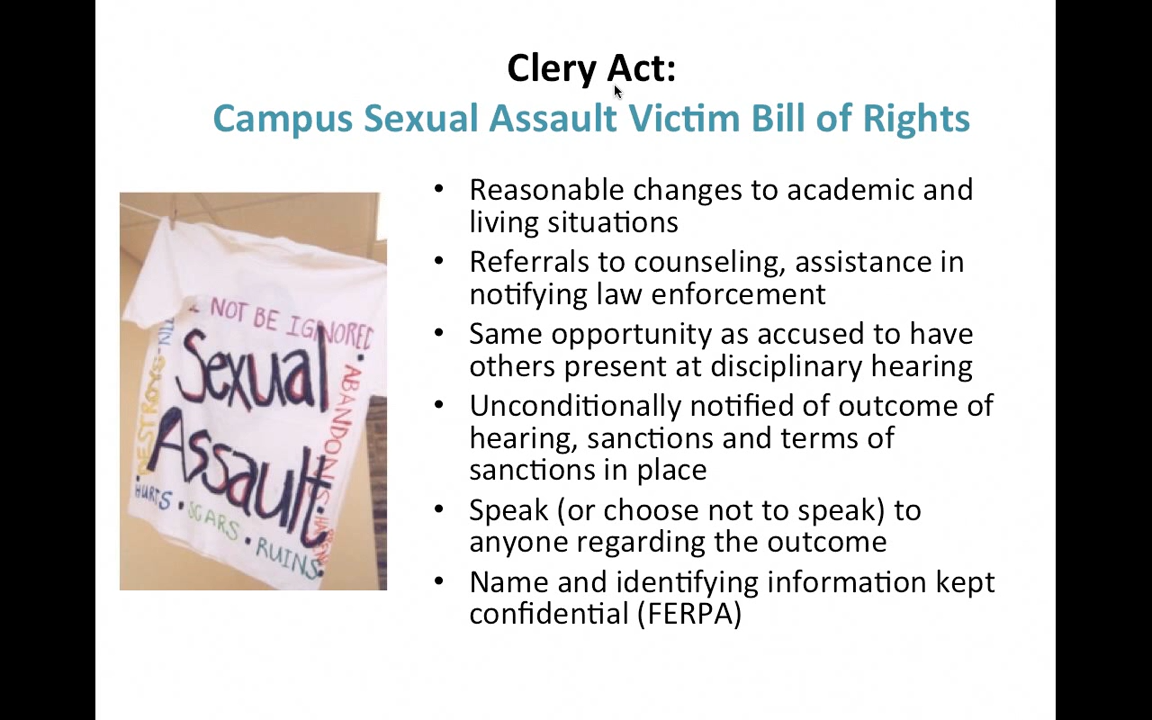 Clery Act:
Campus Sexual Assault Victim Bill of Rights
• Reasonable changes to academic and
living situations
• Referrals to counseling, assistance in
notifying law enforcement
• Same opportunity as accused to have
others present at disciplinary hearing
• Unconditionally notified of outcome of
hearing, sanctions and terms of
sanctions in place
• Speak (or choose not to speak) to
anyone regarding the outcome
• Name and identifying information kept
confidential (FERPA)
NOT BE IGNORED
Sexual
Assault
DESTROYS
• ABANDONS
• HURTS • SCARS • RUINS •